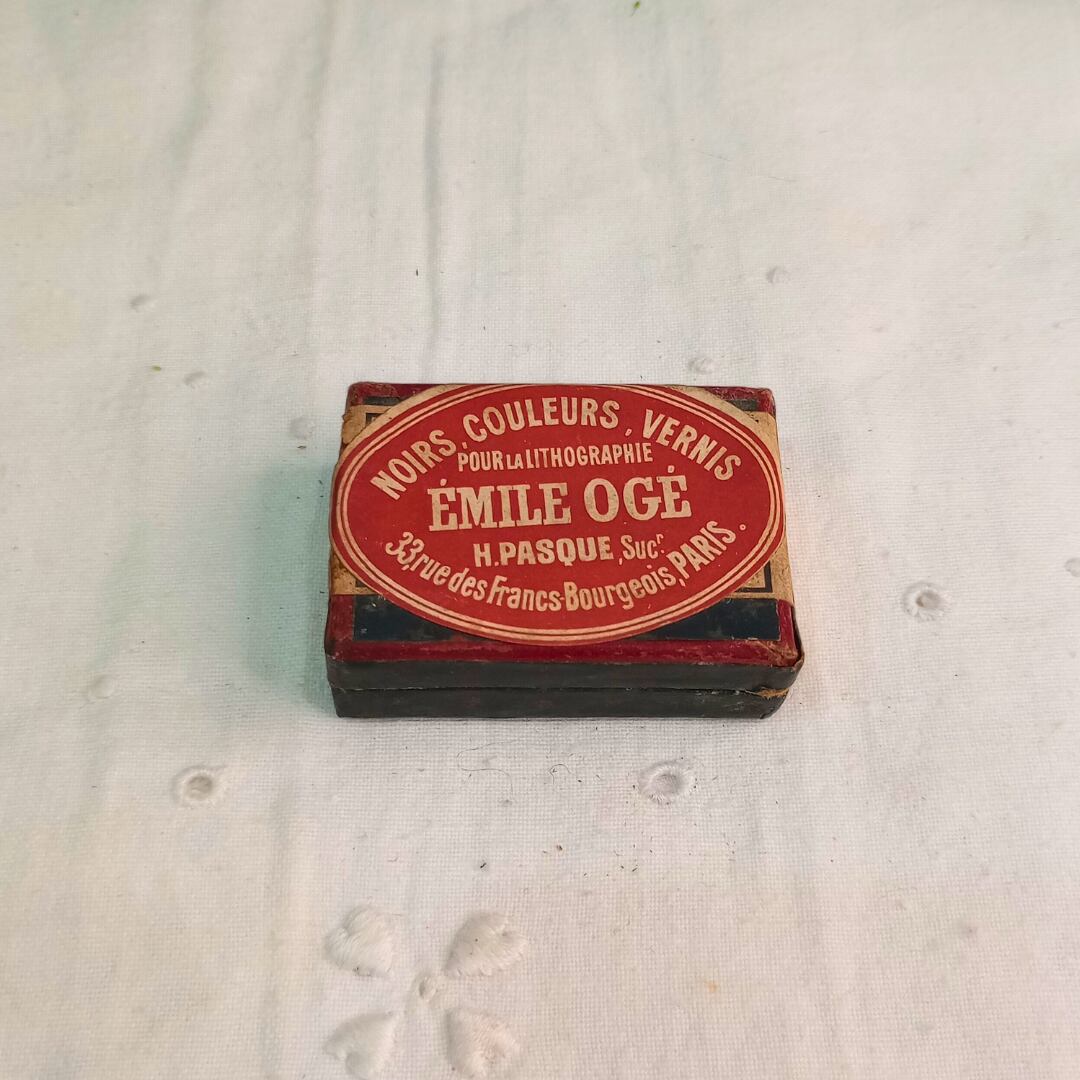 NOIRS, COULEURS, VERNIS
POUR LA LITHOGRAPHIE
ÉMILE OGÉ
H. PASQUE, Sucr.
33, rue des Francs-Bourgeois, PARIS.